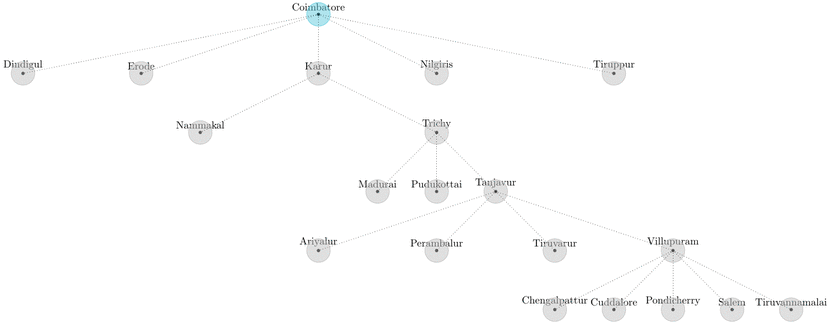 Coimbatore
Dindigul Erode Karur Nilgiris Tiruppur
Nammakal Trichy
Madurai Pudukottai Tanjavur
Ariyalur Perambalur Tiruvarur Villupuram
Chengalpattur Cuddalore Pondicherry Salem Tiruvannamalai